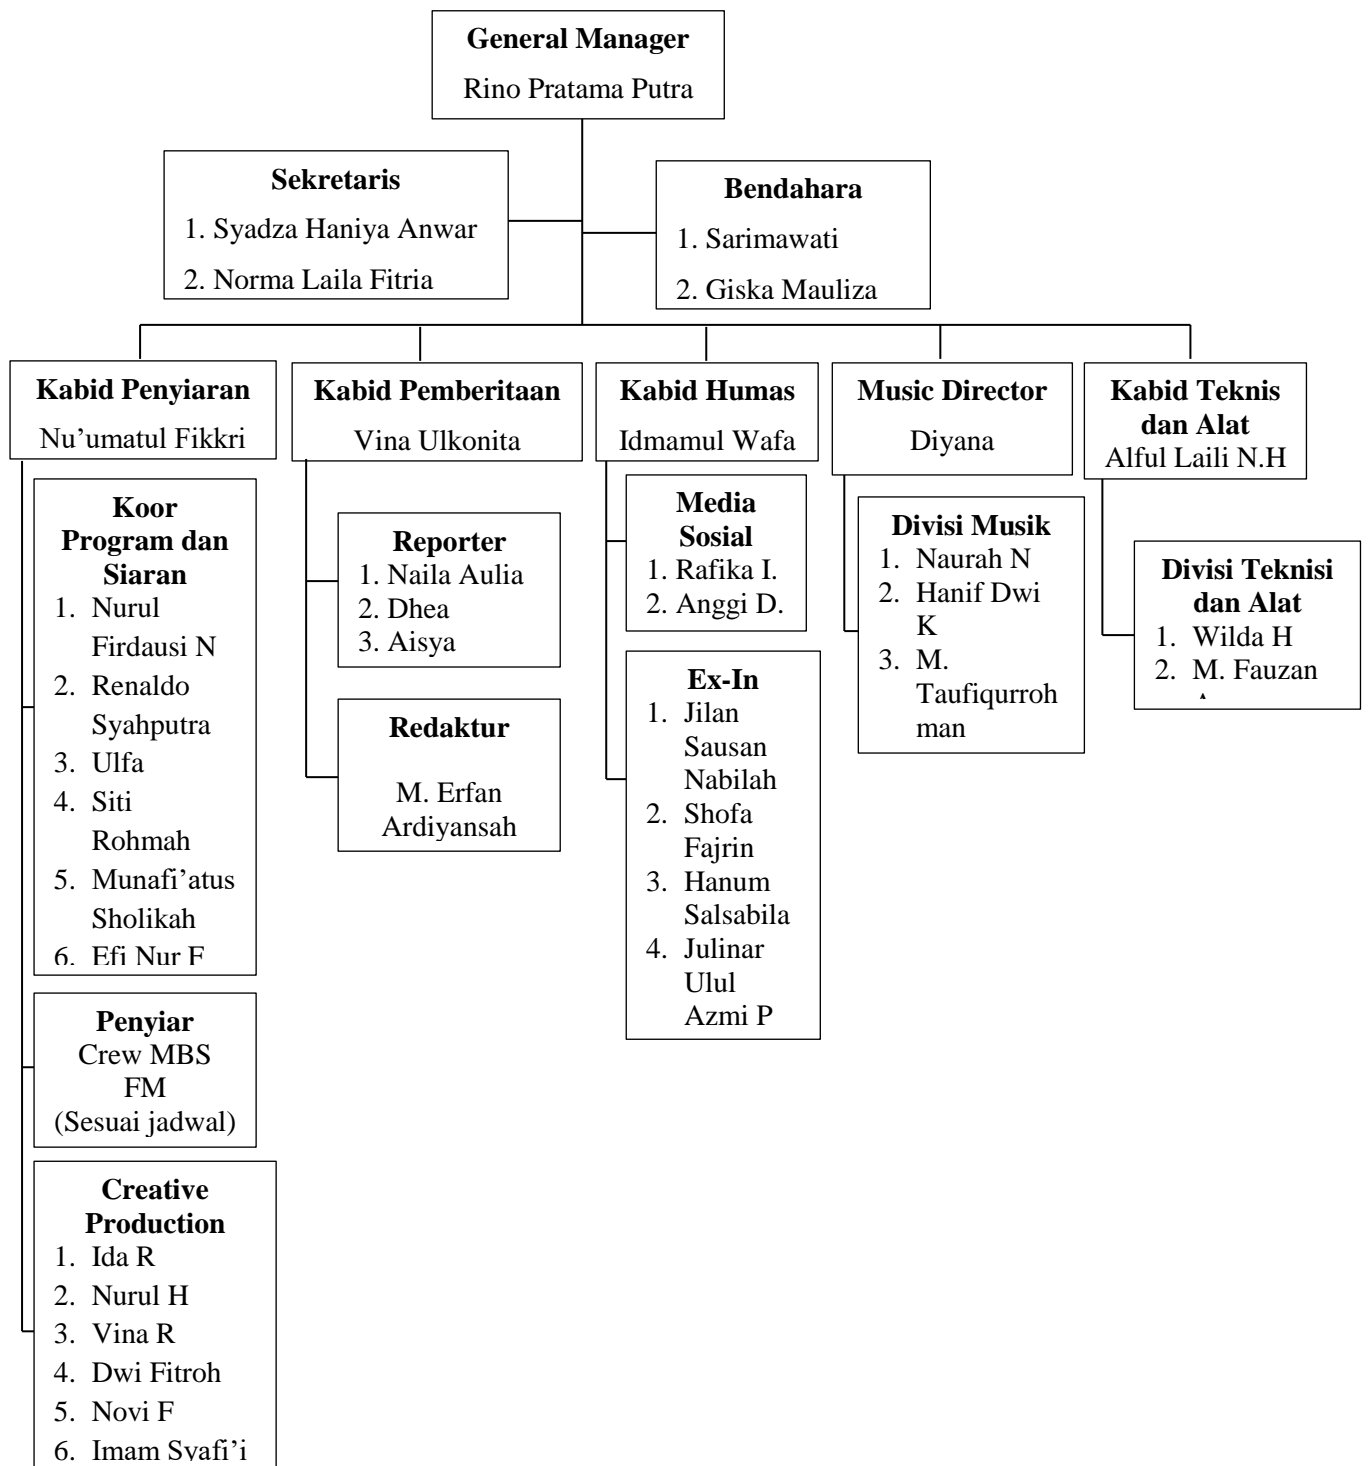 General Manager
Rino Pratama Putra
Sekretaris
1. Syadza Haniya Anwar
2. Norma Laila Fitria
Bendahara
1. Sarimawati
2. Giska Mauliza
Kabid Penyiaran
Nu’umatul Fikkri
Kabid Pemberitaan
Vina Ulkonita
Kabid Humas
Idmamul Wafa
Music Director
Diyana
Kabid Teknis
dan Alat
Alful Laili N.H
Koor
Program dan
Siaran
1. Nurul
Firdausi N
2. Renaldo
Syahputra
3. Ulfa
4. Siti
Rohmah
5. Munafi’atus
Sholikah
6. Efi Nur F
Penyiar
Crew MBS
FM
(Sesuai jadwal)
Creative
Production
1. Ida R
2. Nurul H
3. Vina R
4. Dwi Fitroh
5. Novi F
6. Imam Syafi’i
Reporter
1. Naila Aulia
2. Dhea
3. Aisya
Redaktur
M. Erfan
Ardiyansah
Media
Sosial
1. Rafika I.
2. Anggi D.
Ex-In
1. Jilan
Sausan
Nabilah
2. Shofa
Fajrin
3. Hanum
Salsabila
4. Julinar
Ulul
Azmi P
Divisi Musik
1. Naurah N
2. Hanif Dwi
K
3. M.
Taufiqurroh
man
Divisi Teknisi
dan Alat
1. Wilda H
2. M. Fauzan